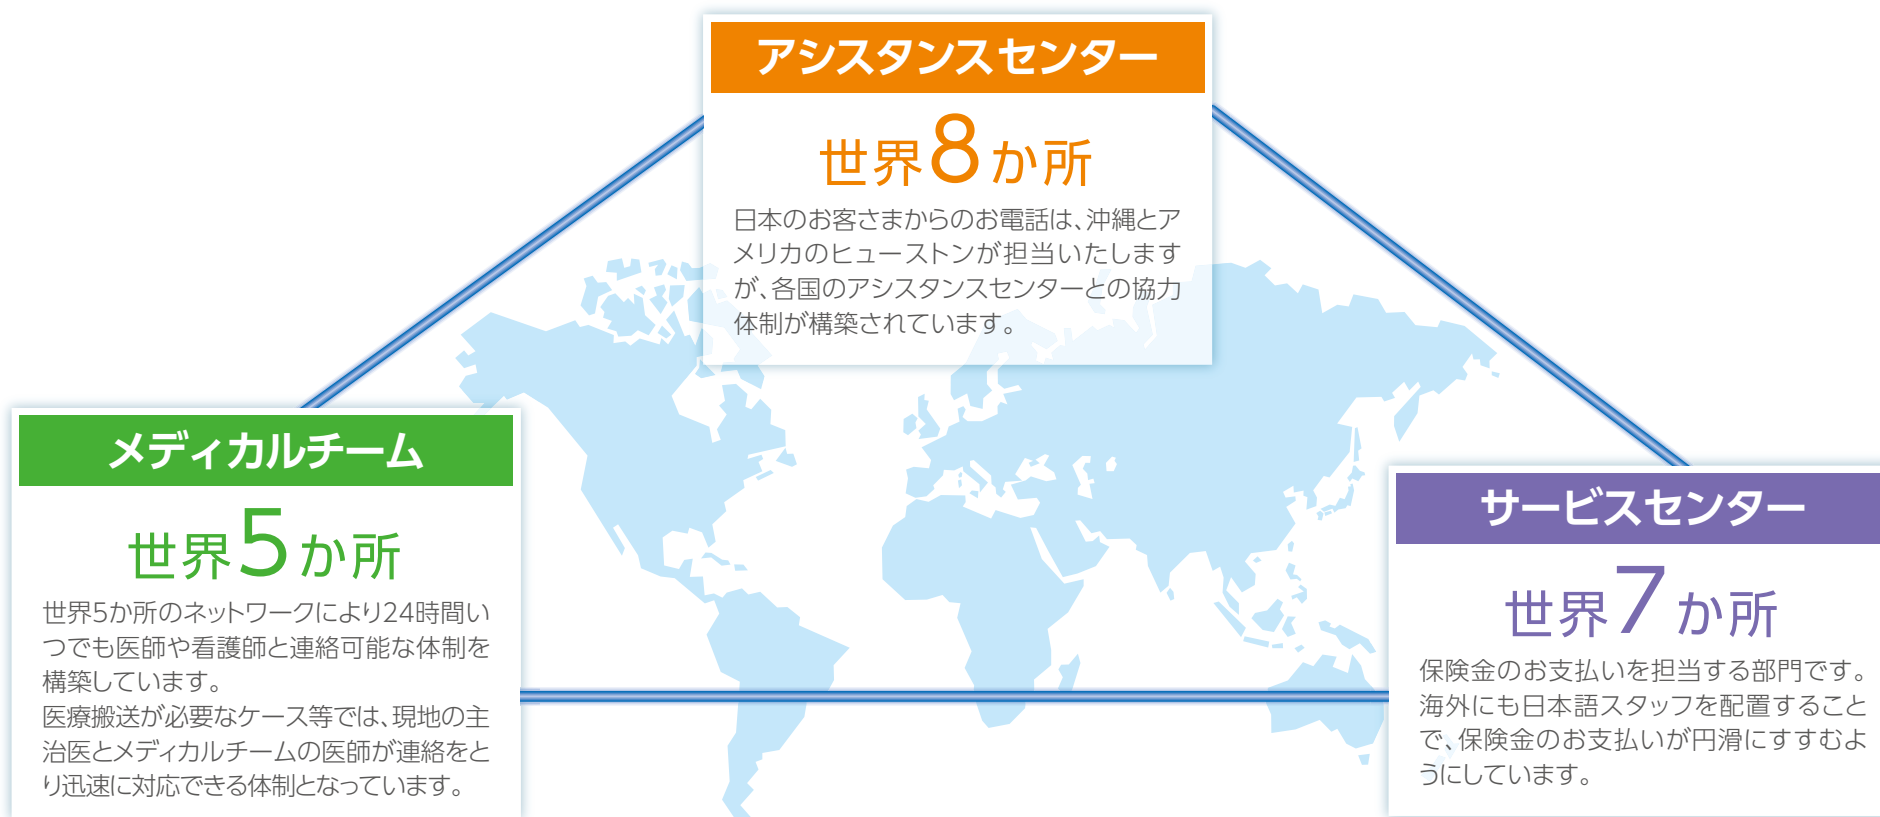 アシスタンスセンター
世界8か所
日本のお客さまからのお電話は、沖縄とア
メリカのヒューストンが担当いたします
が、各国のアシスタンスセンターとの協力
体制が構築されています。
メディカルチーム
世界5か所
世界5か所のネットワークにより24時間い
つでも医師や看護師と連絡可能な体制を
構築しています。
医療搬送が必要なケース等では、現地の主
治医とメディカルチームの医師が連絡をと
り迅速に対応できる体制となっています。
サービスセンター
世界7か所
保険金のお支払いを担当する部門です。
海外にも日本語スタッフを配置すること
で、保険金のお支払いが円滑にすすむよ
うにしています。